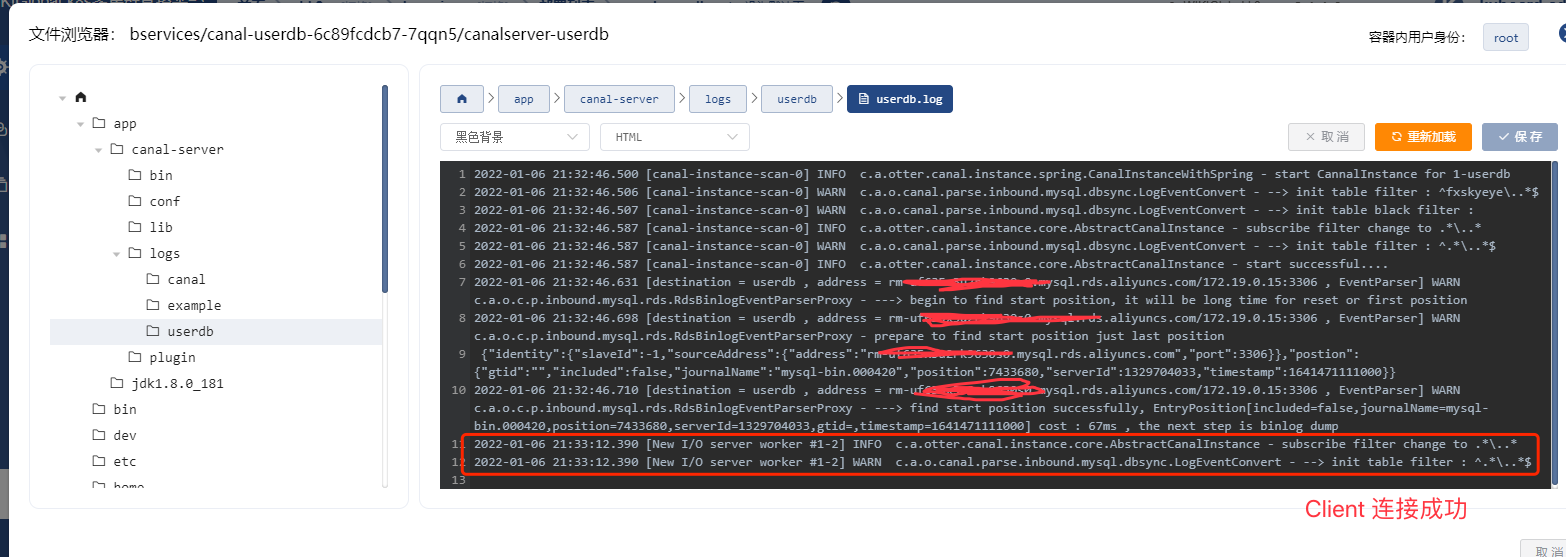 文件浏览器： bservices/canal-userdb-6c89fcdcb7-7qqn5/canalserver-userdb
容器内用户身份： root
app
canal-server
bin
conf
lib
logs
canal
example
userdb
plugin
jdk1.8.0_181
bin
dev
etc
home
app canal-server logs userdb userdb.log
黑色背景 HTML
取 消 重新加载 保 存
1 2022-01-06 21:32:46.500 [canal-instance-scan-0] INFO c.a.otter.canal.instance.spring.CanalInstanceWithSpring - start CannalInstance for 1-userdb
2 2022-01-06 21:32:46.506 [canal-instance-scan-0] WARN c.a.o.canal.parse.inbound.mysql.dbsync.LogEventConvert - --> init table filter : ^fxskyeye\..*$
3 2022-01-06 21:32:46.507 [canal-instance-scan-0] WARN c.a.o.canal.parse.inbound.mysql.dbsync.LogEventConvert - --> init table black filter :
4 2022-01-06 21:32:46.587 [canal-instance-scan-0] INFO c.a.otter.canal.instance.core.AbstractCanalInstance - subscribe filter change to .*\..*
5 2022-01-06 21:32:46.587 [canal-instance-scan-0] WARN c.a.o.canal.parse.inbound.mysql.dbsync.LogEventConvert - --> init table filter : ^.*\..*$
6 2022-01-06 21:32:46.587 [canal-instance-scan-0] INFO c.a.otter.canal.instance.core.AbstractCanalInstance - start successful....
7 2022-01-06 21:32:46.631 [destination = userdb , address = .mysql.rds.aliyuncs.com/172.19.0.15:3306 , EventParser] WARN
c.a.o.c.p.inbound.mysql.rds.RdsBinlogEventParserProxy - ---> begin to find start position, it will be long time for reset or first position
8 2022-01-06 21:32:46.698 [destination = userdb , address = .mysql.rds.aliyuncs.com/172.19.0.15:3306 , EventParser] WARN
c.a.o.c.p.inbound.mysql.rds.RdsBinlogEventParserProxy - prepare to find start position just last position
9 {"identity":{"slaveId":-1,"sourceAddress":{"address":" .mysql.rds.aliyuncs.com","port":3306}},"postion":
{"gtid":"","included":false,"journalName":"mysql-bin.000420","position":7433680,"serverId":1329704033,"timestamp":1641471111000}}
10 2022-01-06 21:32:46.710 [destination = userdb , address = .mysql.rds.aliyuncs.com/172.19.0.15:3306 , EventParser] WARN
c.a.o.c.p.inbound.mysql.rds.RdsBinlogEventParserProxy - ---> find start position successfully, EntryPosition[included=false,journalName=mysql-
bin.000420,position=7433680,serverId=1329704033,gtid=,timestamp=1641471111000] cost : 67ms , the next step is binlog dump
11 2022-01-06 21:33:12.390 [New I/O server worker #1-2] INFO c.a.otter.canal.instance.core.AbstractCanalInstance - subscribe filter change to .*\..*
12 2022-01-06 21:33:12.390 [New I/O server worker #1-2] WARN c.a.o.canal.parse.inbound.mysql.dbsync.LogEventConvert - --> init table filter : ^.*\..*$
13
Client 连接成功
取 消